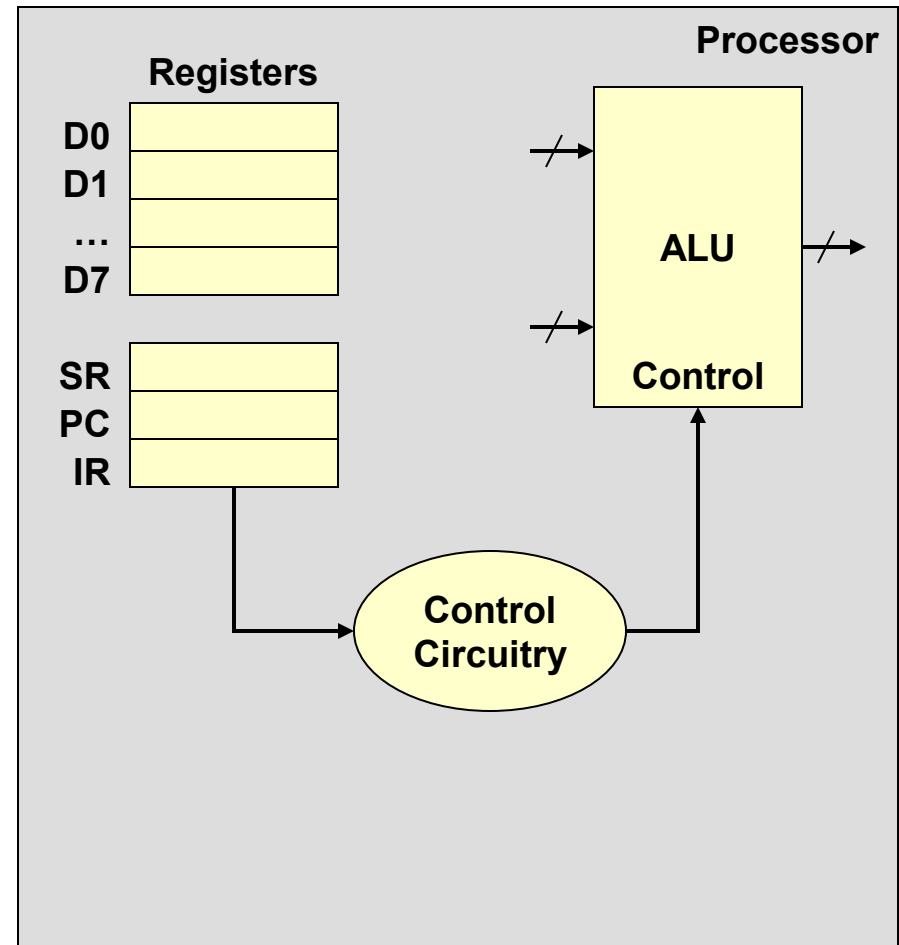 Processor
Registers
D0
D1
…
D7
ALU
SR
PC
IR
Control
Control
Circuitry